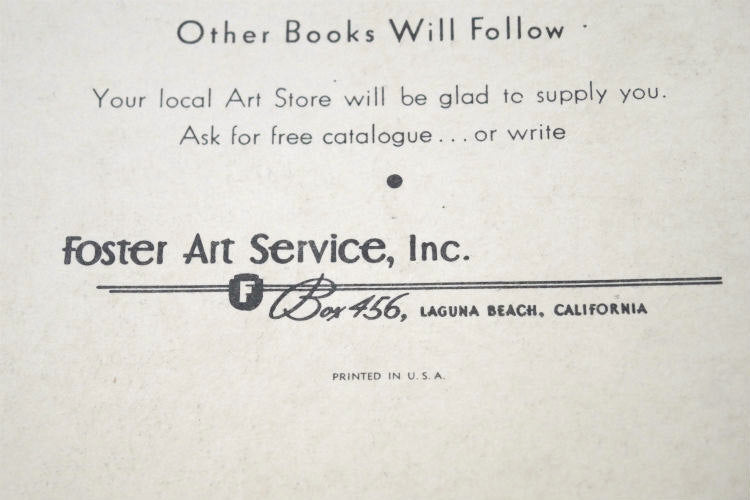 Other Books Will Follow
Your local Art Store will be glad to supply you.
Ask for free catalogue...or write
Foster Art Service, Inc.
F
Box 456, LAGUNA BEACH, CALIFORNIA
PRINTED IN U.S.A.